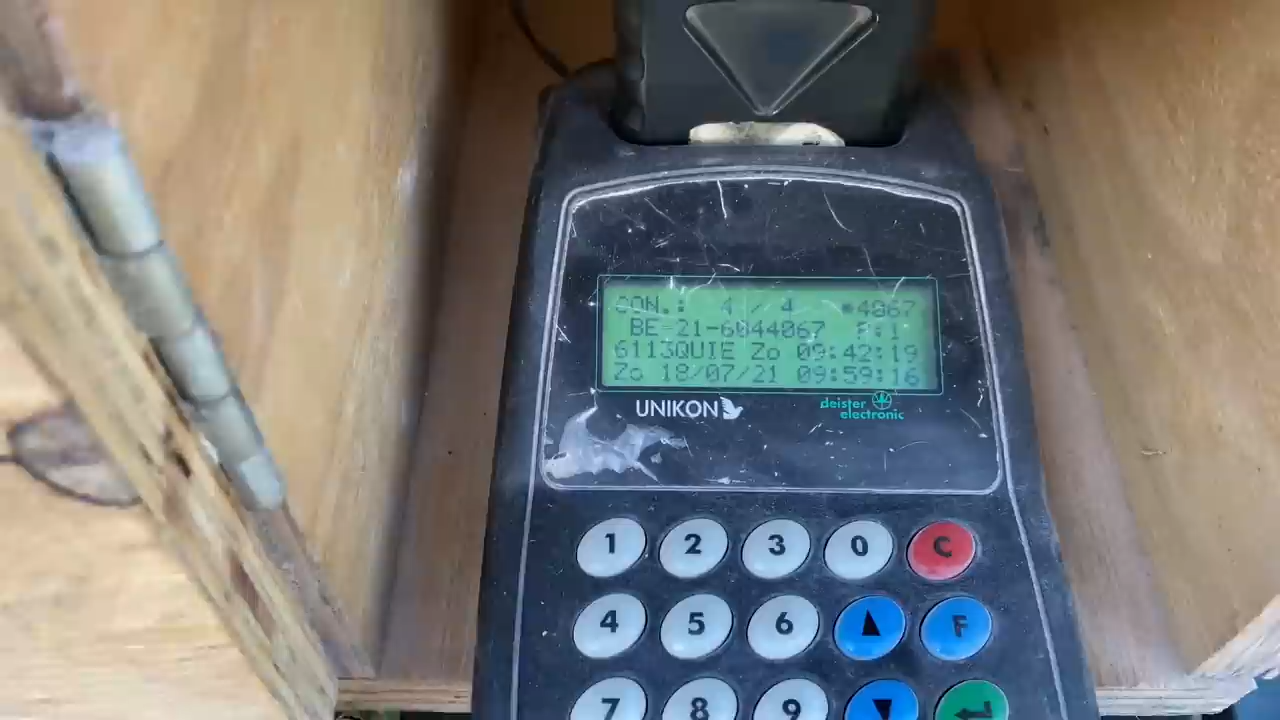 CON.: 4 / 4 *4067
BE-21-6044067 P:1
6113QUIE Zo 09:42:19
Zo 18/07/21 09:59:16
UNIKON
deister
electronic
1 2 3 0 C
4 5 6 F
7 8 9